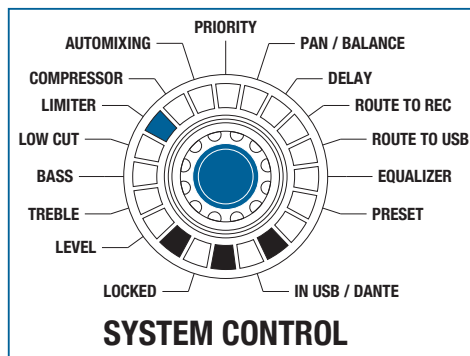 PRIORITY
AUTOMIXING
PAN / BALANCE
COMPRESSOR
DELAY
LIMITER
ROUTE TO REC
LOW CUT
ROUTE TO USB
BASS
EQUALIZER
TREBLE
PRESET
LEVEL
LOCKED
IN USB / DANTE
SYSTEM CONTROL